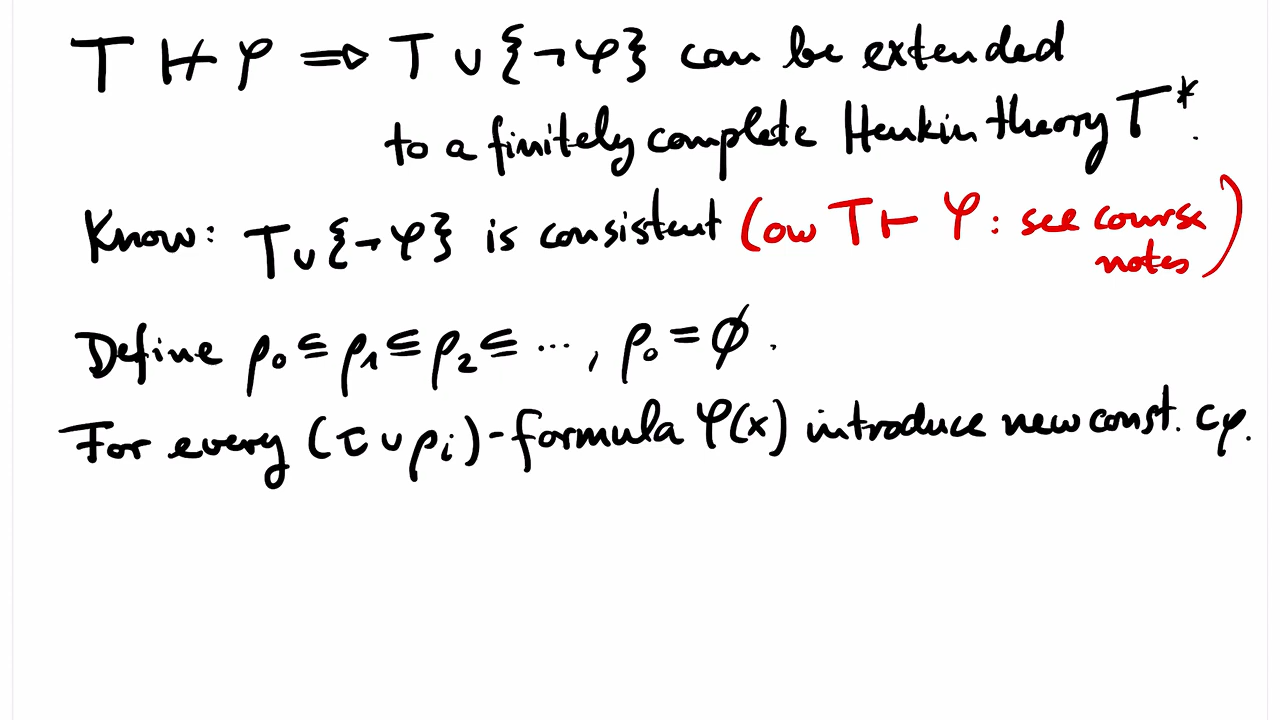 T ⊬ φ ⇒ T ∪ {¬φ} can be extended
to a finitely complete Henkin theory T*.
Know: T ∪ {¬φ} is consistent (ow T ⊢ φ: see course
notes)
Define ρ₀ ⊆ ρ₁ ⊆ ρ₂ ⊆ ..., ρ₀ = ∅.
For every (τ ∪ ρᵢ)-formula φ(x) introduce new const. cφ.